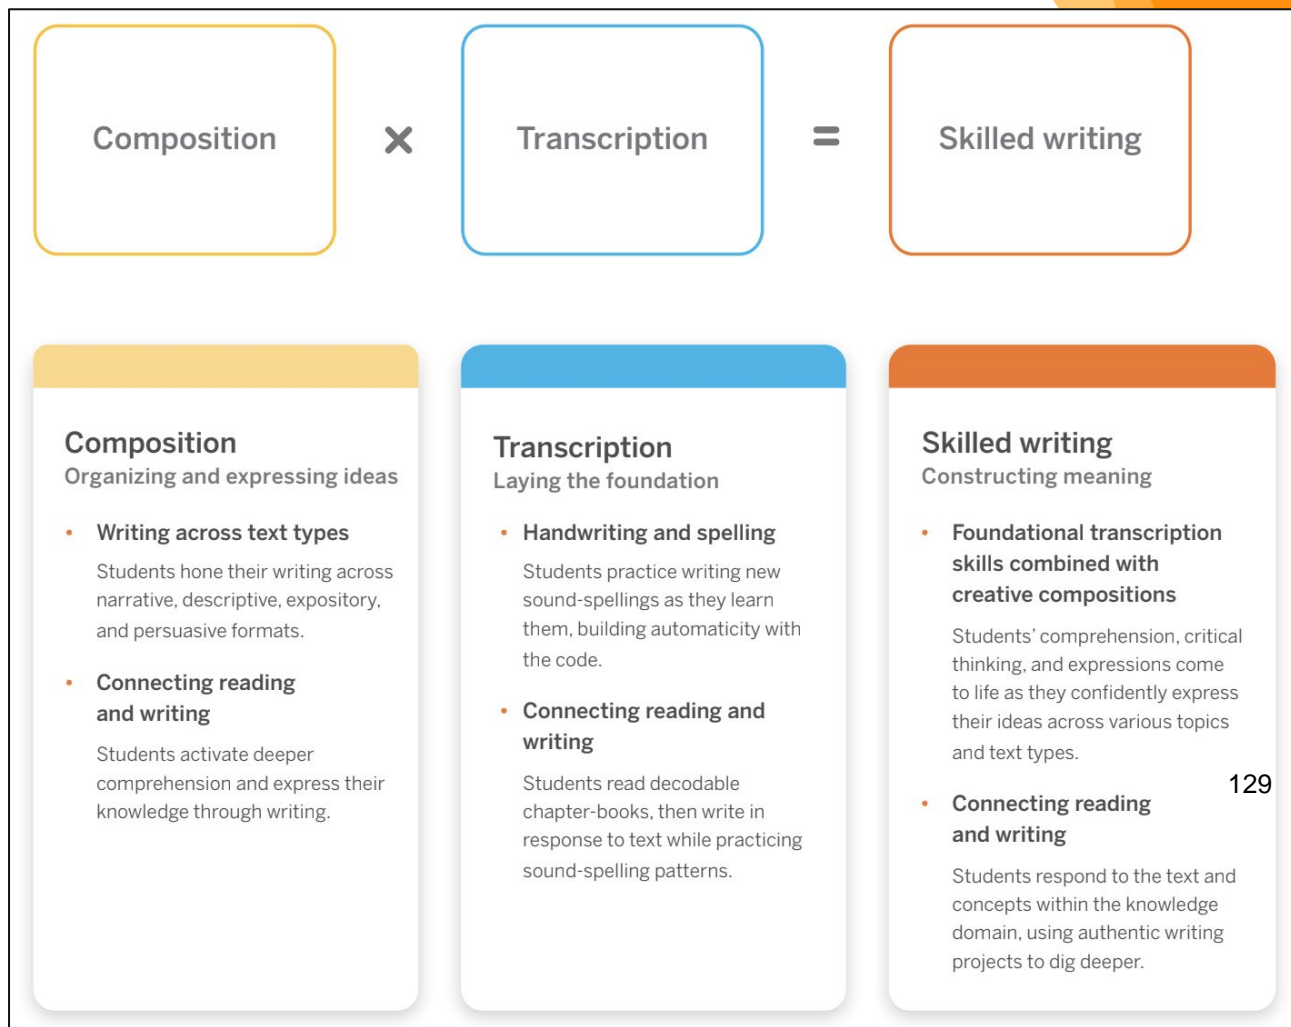 Composition
×
Transcription
=
Skilled writing
Composition
Organizing and expressing ideas
• Writing across text types
Students hone their writing across
narrative, descriptive, expository,
and persuasive formats.
• Connecting reading
and writing
Students activate deeper
comprehension and express their
knowledge through writing.
Transcription
Laying the foundation
• Handwriting and spelling
Students practice writing new
sound-spellings as they learn
them, building automaticity with
the code.
• Connecting reading and
writing
Students read decodable
chapter-books, then write in
response to text while practicing
sound-spelling patterns.
Skilled writing
Constructing meaning
• Foundational transcription
skills combined with
creative compositions
Students’ comprehension, critical
thinking, and expressions come
to life as they confidently express
their ideas across various topics
and text types.
129
• Connecting reading
and writing
Students respond to the text and
concepts within the knowledge
domain, using authentic writing
projects to dig deeper.